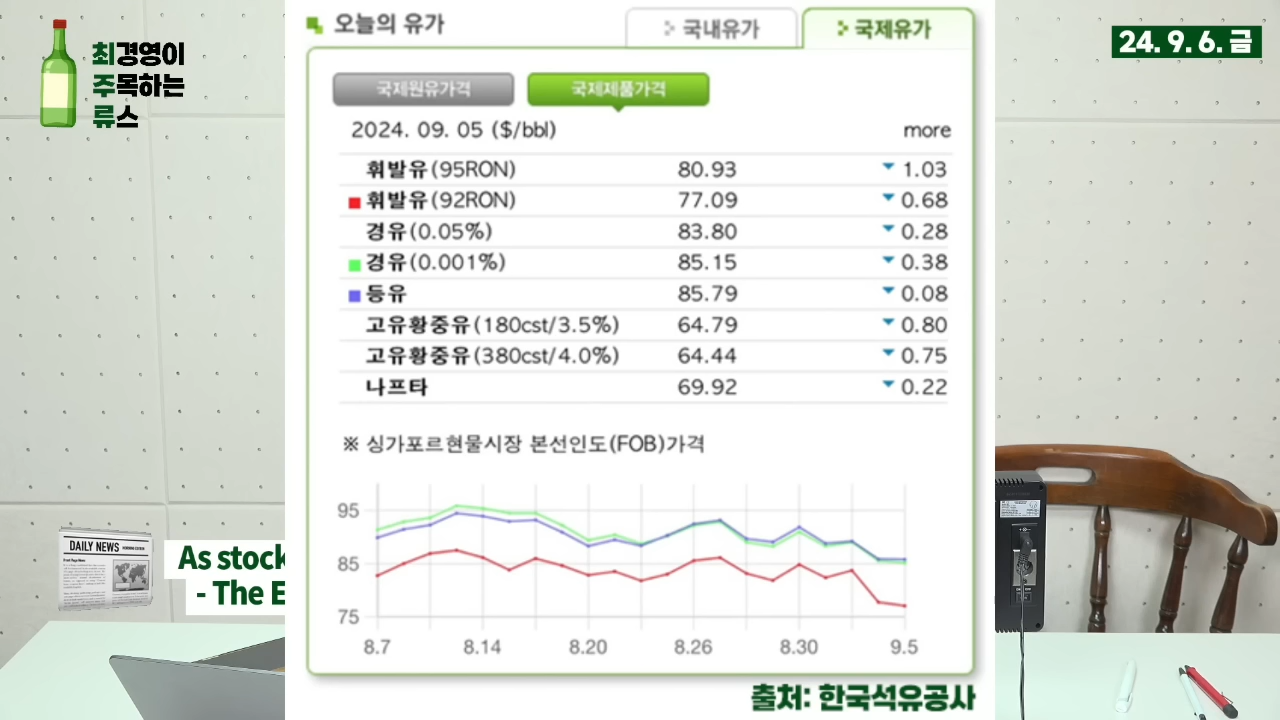 최경영이
주목하는
류스
24. 9. 6. 금
오늘의 유가
국내유가
국제유가
국제원유가격
국제제품가격
2024. 09. 05 ($/bbl)
more
휘발유(95RON) 80.93 1.03
휘발유(92RON) 77.09 0.68
경유(0.05%) 83.80 0.28
경유(0.001%) 85.15 0.38
등유 85.79 0.08
고유황중유(180cst/3.5%) 64.79 0.80
고유황중유(380cst/4.0%) 64.44 0.75
나프타 69.92 0.22
※ 싱가포르현물시장 본선인도(FOB)가격
95
85
75
8.7 8.14 8.20 8.26 8.30 9.5
출처: 한국석유공사
DAILY NEWS
As stock
- The E